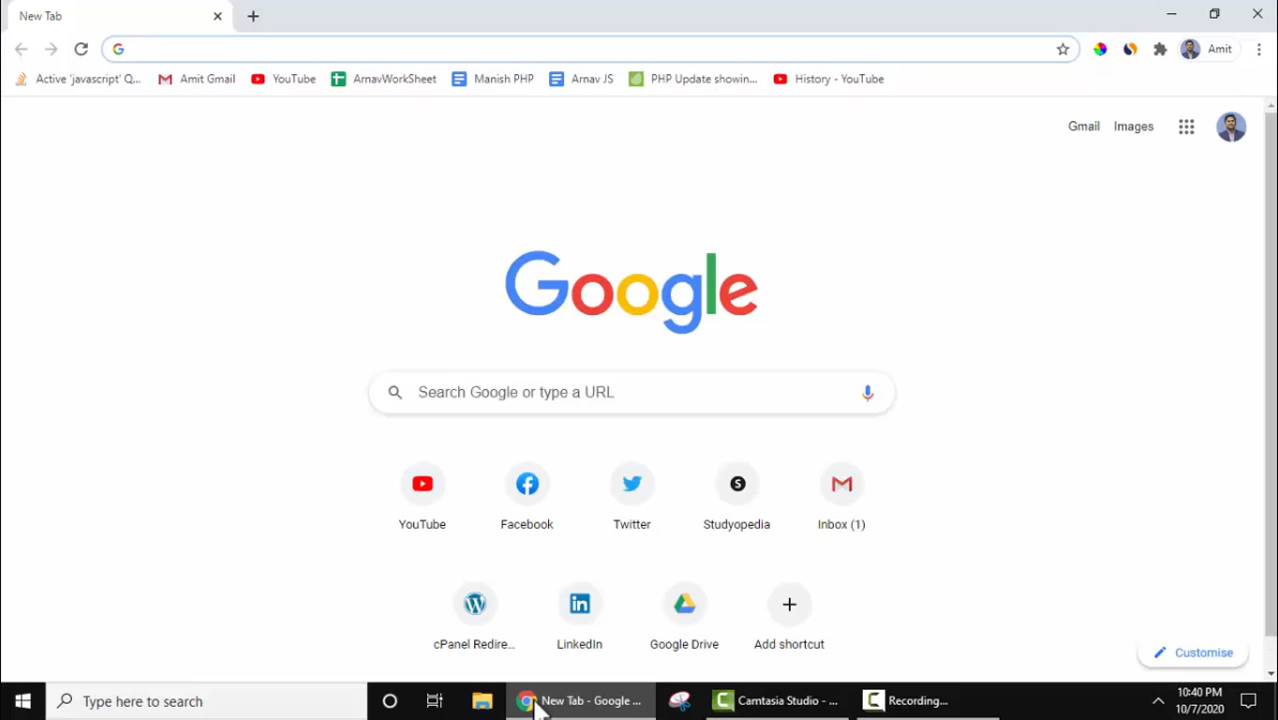 New Tab
Amit
Active 'javascript' Q... Amit Gmail YouTube ArnavWorkSheet Manish PHP Arnav JS PHP Update showin... History - YouTube
Gmail Images
Google
Search Google or type a URL
YouTube Facebook Twitter Studyopedia Inbox (1)
cPanel Redire... LinkedIn Google Drive Add shortcut
Customise
Type here to search New Tab - Google ... Camtasia Studio - ... Recording... 10:40 PM
10/7/2020